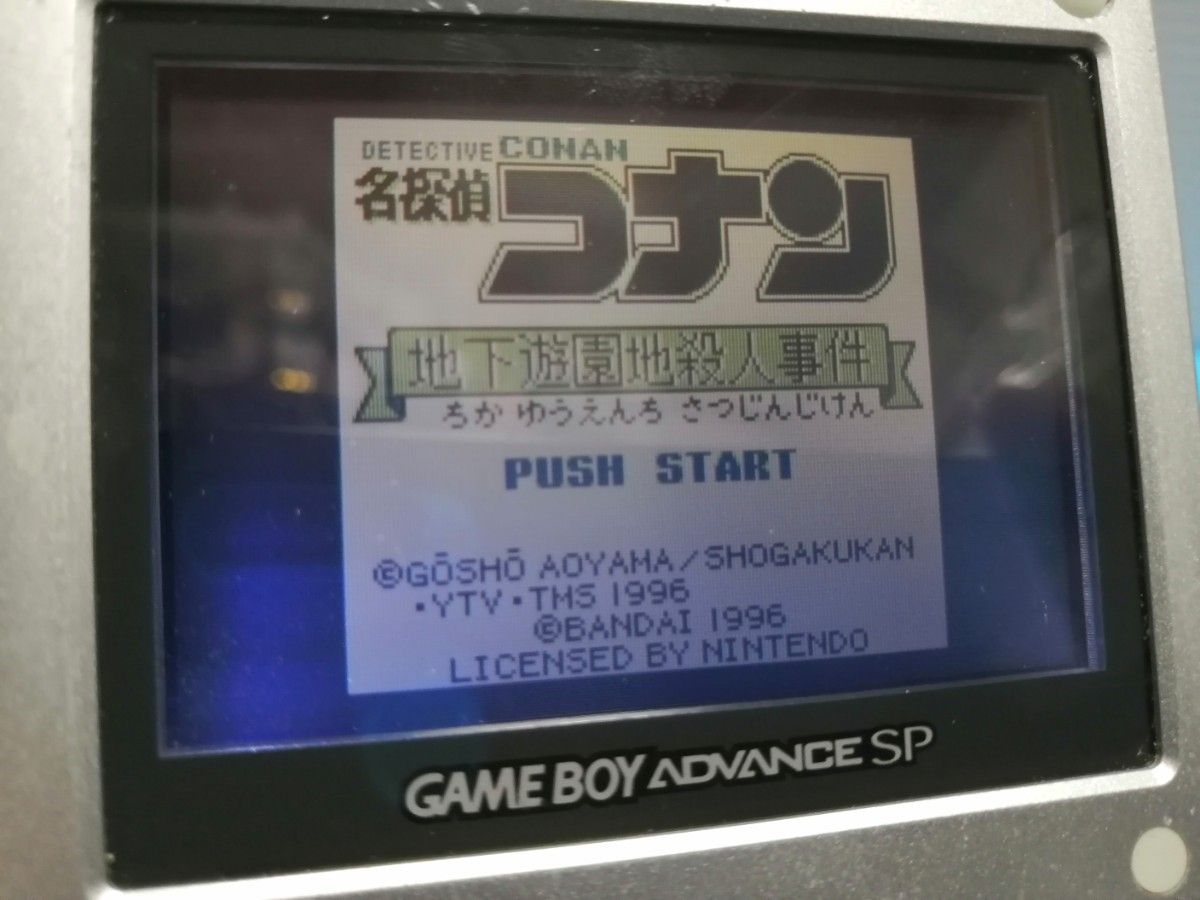 DETECTIVE CONAN
名探偵コナン
地下遊園地殺人事件
ちか ゆうえんち さつじんじけん
PUSH START
©GŌSHŌ AOYAMA/SHOGAKUKAN
・YTV・TMS 1996
©BANDAI 1996
LICENSED BY NINTENDO
GAME BOY ADVANCE SP